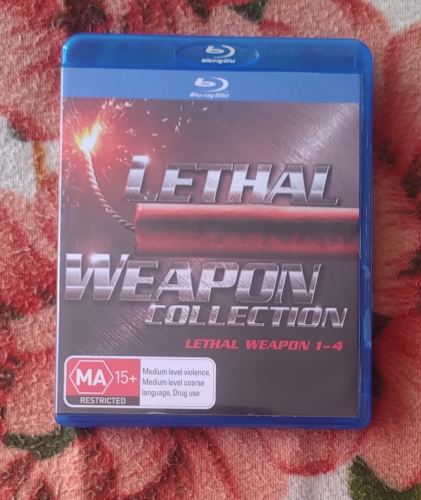 Blu-ray Disc
Blu-ray Disc
LETHAL
WEAPON
COLLECTION
LETHAL WEAPON 1-4
MA 15+
RESTRICTED
Medium level violence,
Medium level coarse
language, Drug use